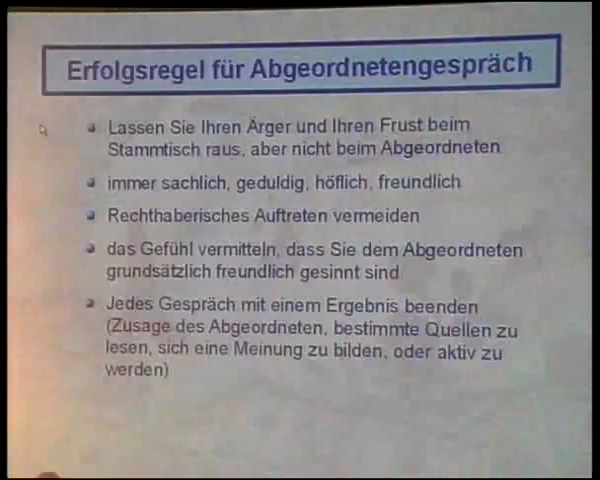 Erfolgsregel für Abgeordnetengespräch
Lassen Sie Ihren Ärger und Ihren Frust beim
Stammtisch raus, aber nicht beim Abgeordneten
immer sachlich, geduldig, höflich, freundlich
Rechthaberisches Auftreten vermeiden
das Gefühl vermitteln, dass Sie dem Abgeordneten
grundsätzlich freundlich gesinnt sind
Jedes Gespräch mit einem Ergebnis beenden
(Zusage des Abgeordneten, bestimmte Quellen zu
lesen, sich eine Meinung zu bilden, oder aktiv zu
werden)